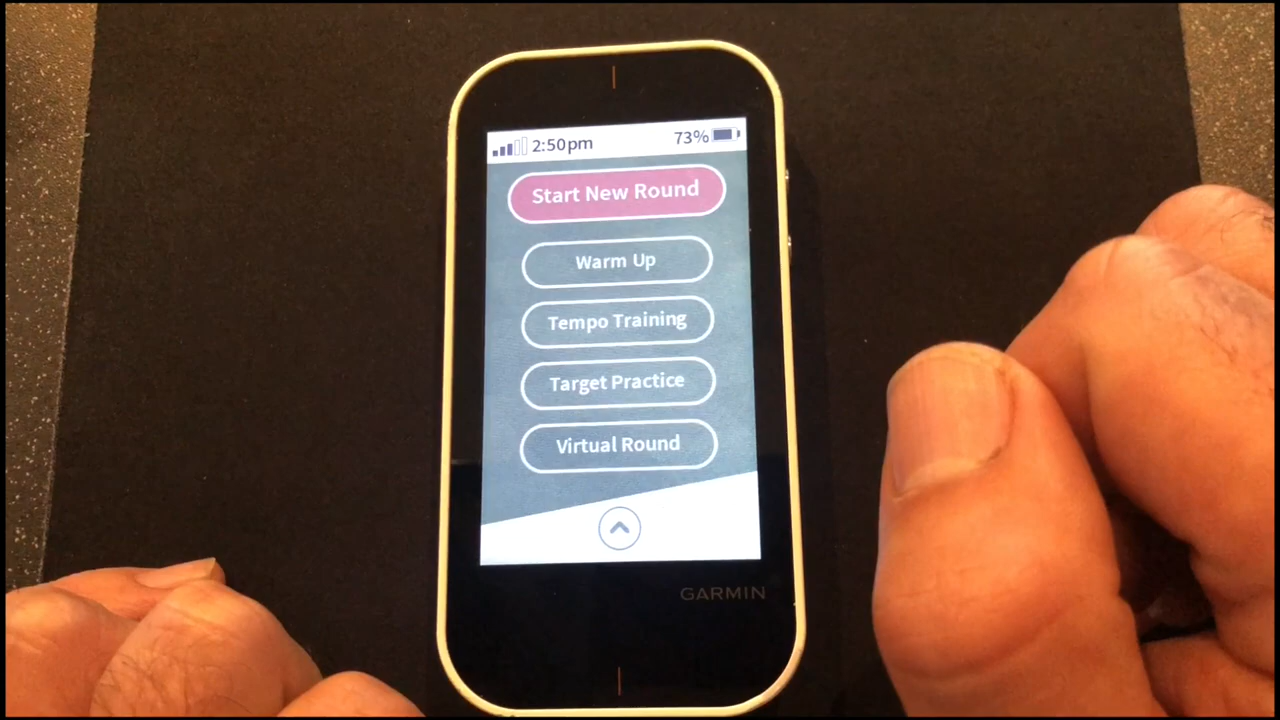 2:50pm 73%
Start New Round
Warm Up
Tempo Training
Target Practice
Virtual Round
GARMIN